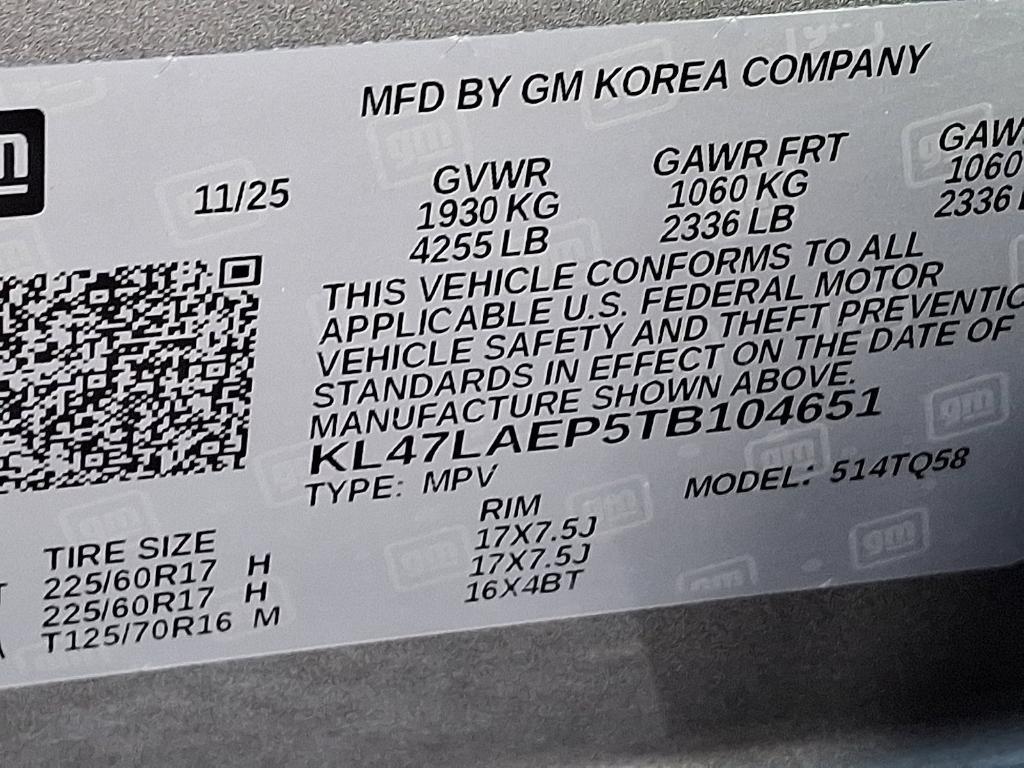 MFD BY GM KOREA COMPANY
11/25
GVWR GAWR FRT
1930 KG 1060 KG 1060
4255 LB 2336 LB 2336
THIS VEHICLE CONFORMS TO ALL
APPLICABLE U.S. FEDERAL MOTOR
VEHICLE SAFETY AND THEFT
STANDARDS IN EFFECT ON THE DATE OF
MANUFACTURE SHOWN ABOVE.
KL47LAEP5TB104651
TYPE: MPV MODEL: 514TQ58
TIRE SIZE RIM
225/60R17 H 17X7.5J
225/60R17 H 17X7.5J
T125/70R16 M 16X4BT
gm